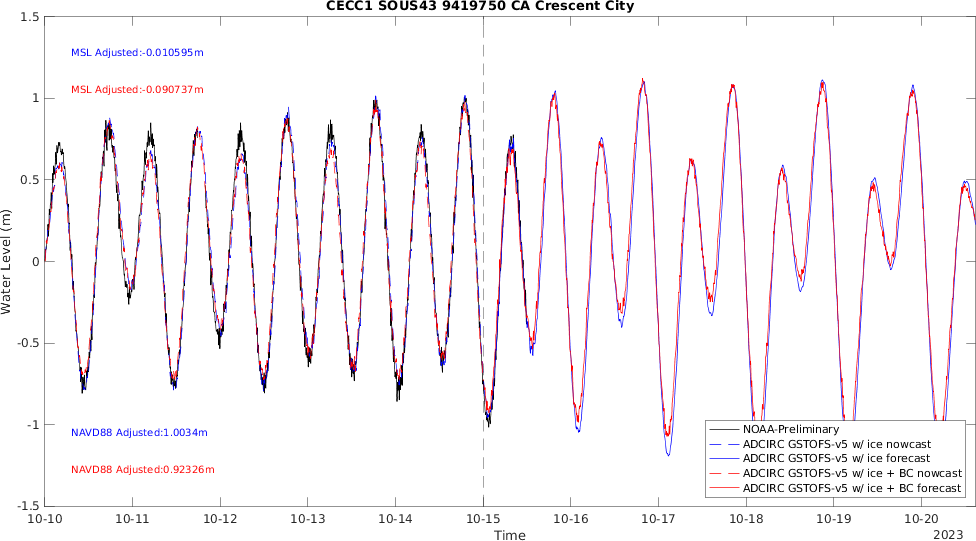 CECC1 SOUS43 9419750 CA Crescent City
1.5
MSL Adjusted:-0.010595m
MSL Adjusted:-0.090737m
1
0.5
0
-0.5
-1
-1.5
Water Level (m)
NAVD88 Adjusted:1.0034m
NAVD88 Adjusted:0.92326m
NOAA-Preliminary
ADCIRC GSTOFS-v5 w/ ice nowcast
ADCIRC GSTOFS-v5 w/ ice forecast
ADCIRC GSTOFS-v5 w/ ice + BC nowcast
ADCIRC GSTOFS-v5 w/ ice + BC forecast
10-10 10-11 10-12 10-13 10-14 10-15 10-16 10-17 10-18 10-19 10-20
Time
2023